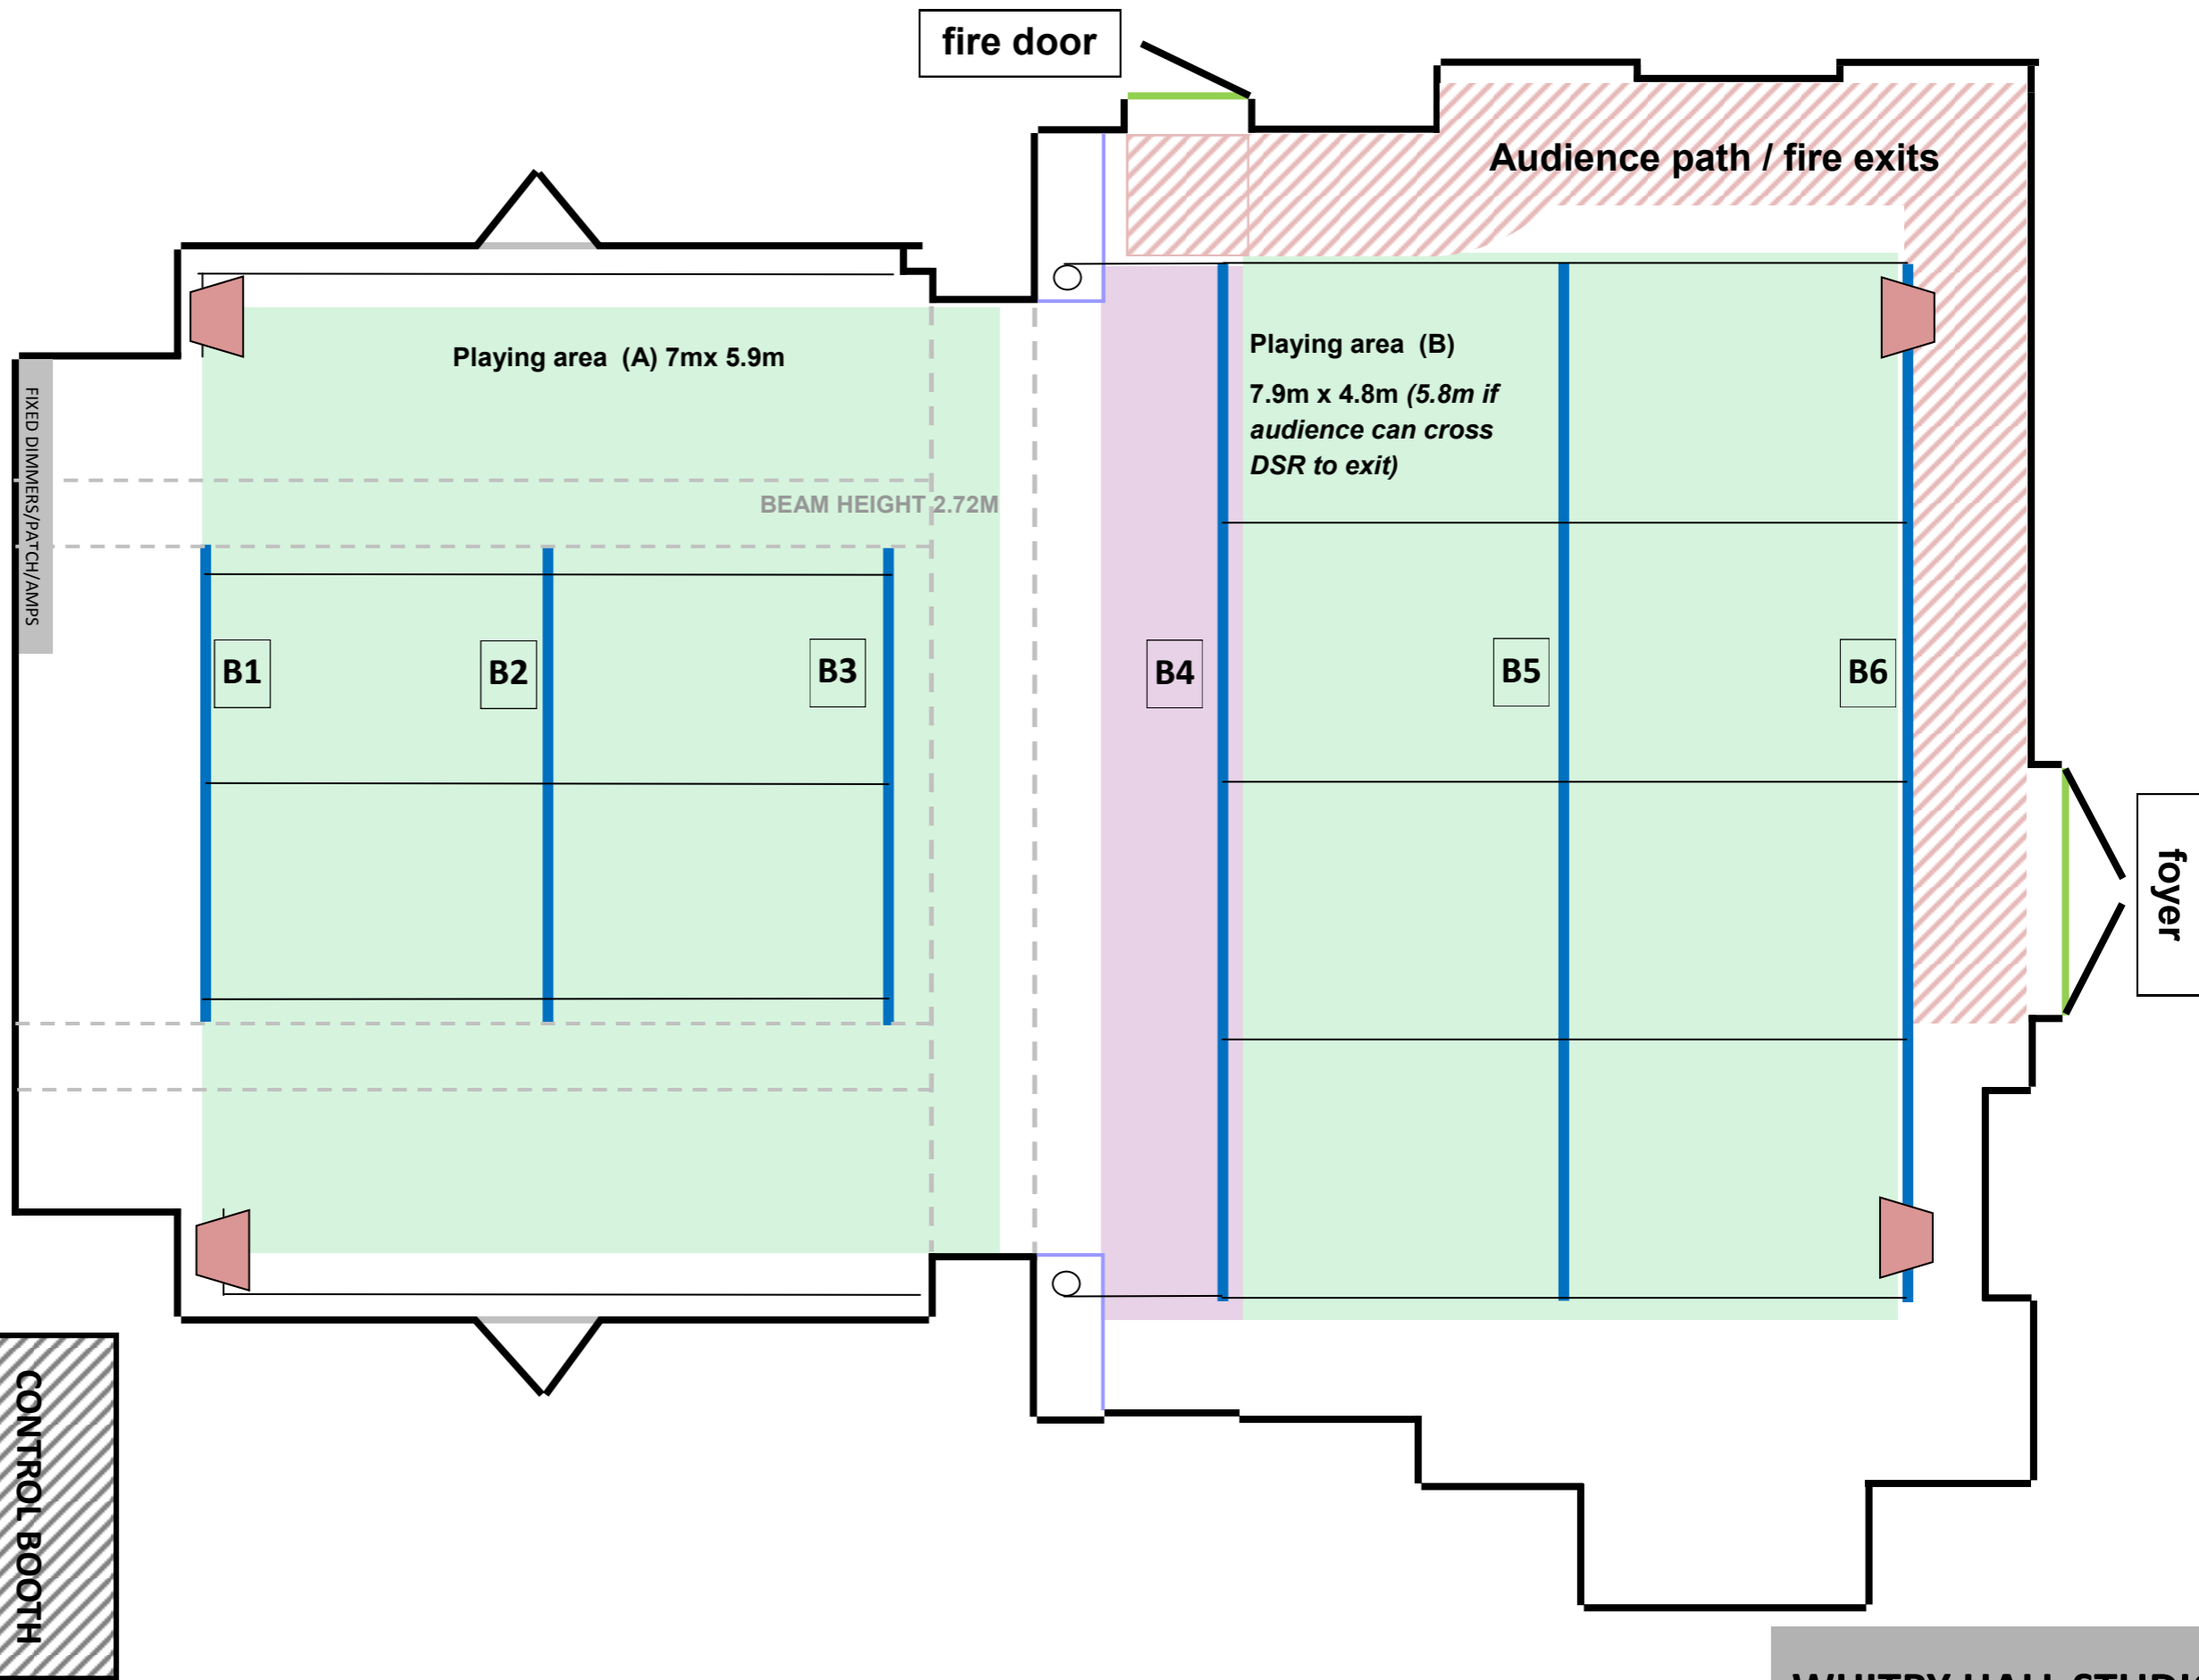 fire door
Audience path / fire exits
Playing area (A) 7mx 5.9m
Playing area (B)
7.9m x 4.8m (5.8m if
audience can cross
DSR to exit)
FIXED DIMMERS/PATCH/AMPS
BEAM HEIGHT 2.72M
B1
B2
B3
B4
B5
B6
foyer
CONTROL BOOTH